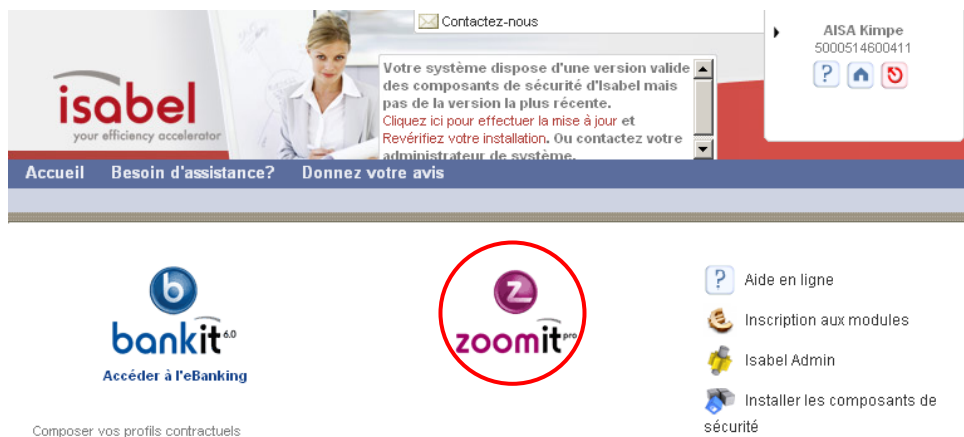 Contactez-nous
AISA Kimpe
5000514600411
?
isabel
your efficiency accelerator
Votre système dispose d'une version valide
des composants de sécurité d'Isabel mais
pas de la version la plus récente.
Cliquez ici pour effectuer la mise à jour et
Revérifiez votre installation. Ou contactez votre
administrateur de système.
Accueil Besoin d'assistance? Donnez votre avis
b
bankit 6.0
Accéder à l'eBanking
Composer vos profils contractuels
z
zoomit pro
? Aide en ligne
Inscription aux modules
Isabel Admin
Installer les composants de
sécurité